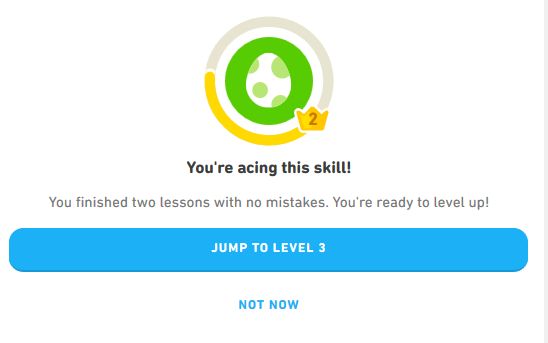 2
You're acing this skill!
You finished two lessons with no mistakes. You're ready to level up!
JUMP TO LEVEL 3
NOT NOW